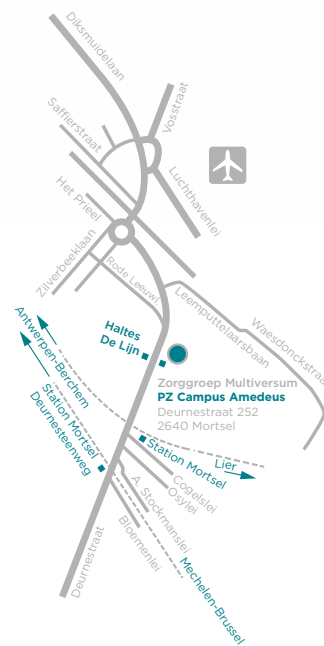 Diksmuidelaan
Vosstraat
Saffierstraat
Luchthavenlei
Het Prieel
Zilverbeeklaan
Rode Leeuwl.
Leemputtelaarsbaan
Waesdonckstraat
Haltes
De Lijn
Antwerpen-Berchem
Zorggroep Multiversum
PZ Campus Amedeus
Deurnestraat 252
2640 Mortsel
Station Mortsel
Deurnesteenweg
Station Mortsel
Lier
Cogelslei
Osylei
A. Stockmanslei
Bloemenlei
Deurnestraat
Mechelen-Brussel